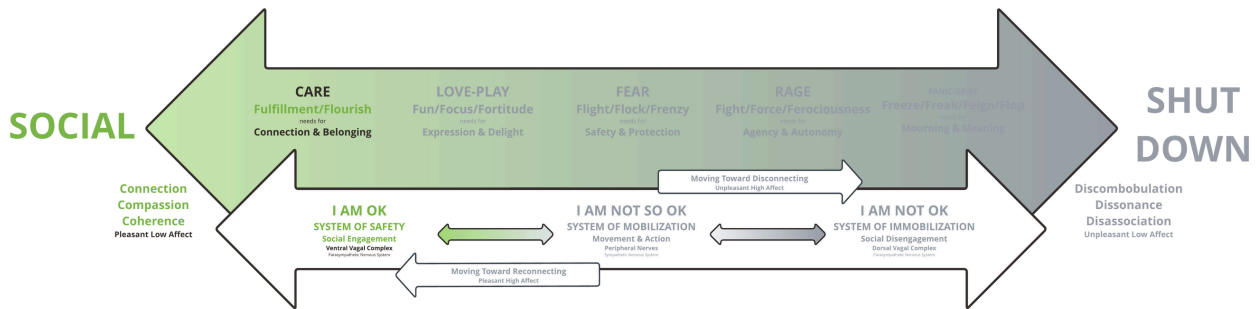 SOCIAL
Connection
Compassion
Coherence
Pleasant Low Affect
CARE
Fulfillment/Flourish
needs for
Connection & Belonging
LOVE-PLAY
Fun/Focus/Fortitude
needs for
Expression & Delight
FEAR
Flight/Flock/Frenzy
needs for
Safety & Protection
RAGE
Fight/Force/Ferociousness
needs for
Agency & Autonomy
PANIC/GRIEF
Freeze/Freak/Feign/Flop
needs for
Mourning & Meaning
SHUT
DOWN
Discombobulation
Dissonance
Disassociation
Unpleasant Low Affect
Moving Toward Disconnecting
Unpleasant High Affect
I AM OK
SYSTEM OF SAFETY
Social Engagement
Ventral Vagal Complex
Parasympathetic Nervous System
I AM NOT SO OK
SYSTEM OF MOBILIZATION
Movement & Action
Peripheral Nerves
Sympathetic Nervous System
I AM NOT OK
SYSTEM OF IMMOBILIZATION
Social Disengagement
Dorsal Vagal Complex
Parasympathetic Nervous System
Moving Toward Reconnecting
Pleasant High Affect